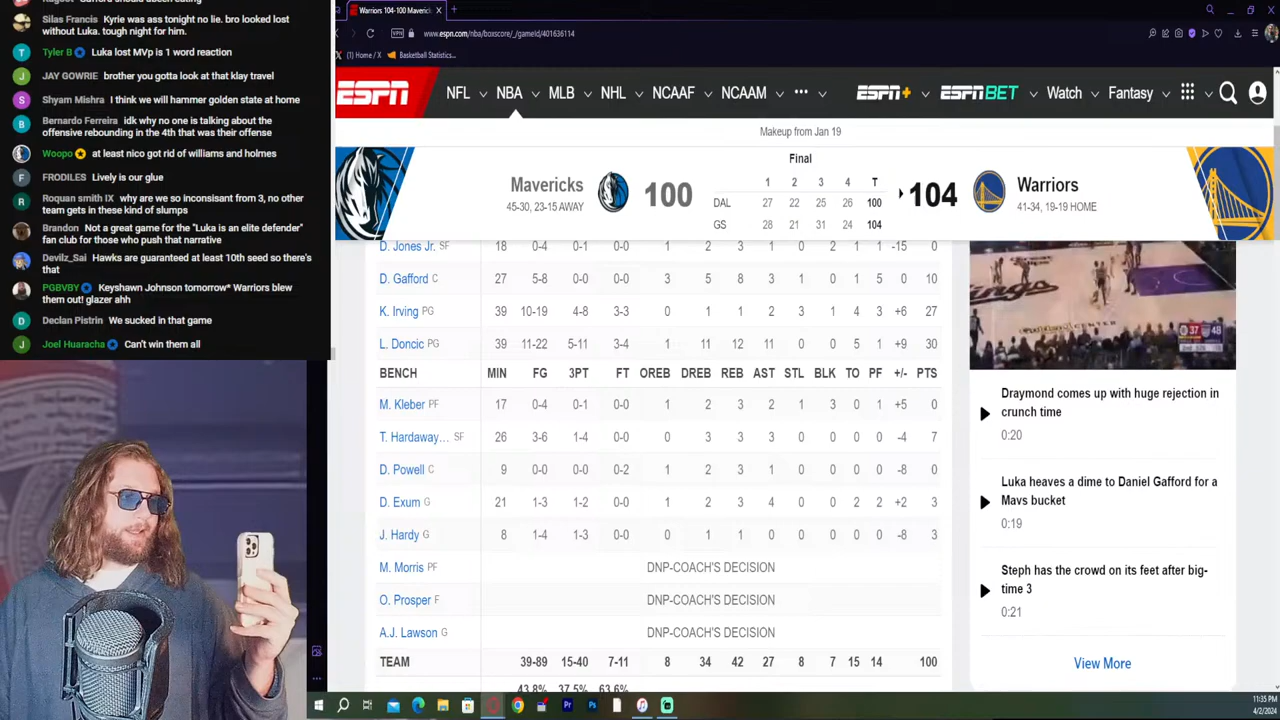 Silas Francis Kyrie was ass tonight no lie. bro looked lost
without Luka. tough night for him.
Tyler B Luka lost MVp is 1 word reaction
JAY GOWRIE brother you gotta look at that klay travel
Shyam Mishra I think we will hammer golden state at home
Bernardo Ferreira idk why no one is talking about the
offensive rebounding in the 4th that was their offense
Woopo at least nico got rid of williams and holmes
FRODILES Lively is our glue
Roquan smith IX why are we so inconsisant from 3, no other
team gets in these kind of slumps
Brandon Not a great game for the "Luka is an elite defender"
fan club for those who push that narrative
Devilz_Sai Hawks are guaranteed at least 10th seed so there's
that
PGBVBY Keyshawn Johnson tomorrow* Warriors blew
them out! glazer ahh
Declan Pistrin We sucked in that game
Joel Huaracha Can't win them all
Warriors 104-100 Maveric
VPN www.espn.com/nba/boxscore/_/gameId/401636114
(1) Home / X Basketball Statistics...
ESPN NFL NBA MLB NHL NCAAF NCAAM ••• ESPN+ ESPNBET Watch Fantasy
Makeup from Jan 19
Final
Mavericks 100 1 2 3 4 T 104 Warriors
45-30, 23-15 AWAY DAL 27 22 25 26 100 41-34, 19-19 HOME
GS 28 21 31 24 104
D. Jones Jr. SF 18 0-4 0-1 0-0 1 2 3 1 0 2 1 1 -15 0
D. Gafford C 27 5-8 0-0 0-0 3 5 8 3 1 0 1 5 0 10
K. Irving PG 39 10-19 4-8 3-3 0 1 1 2 3 1 4 3 +6 27
L. Doncic PG 39 11-22 5-11 3-4 1 11 12 11 0 0 5 1 +9 30
BENCH MIN FG 3PT FT OREB DREB REB AST STL BLK TO PF +/- PTS
M. Kleber PF 17 0-4 0-1 0-0 1 2 3 2 1 3 0 1 +5 0
T. Hardaway... SF 26 3-6 1-4 0-0 0 3 3 3 0 0 0 0 -4 7
D. Powell C 9 0-0 0-0 0-2 1 2 3 1 0 0 0 0 -8 0
D. Exum G 21 1-3 1-2 0-0 1 2 3 4 0 0 2 2 +2 3
J. Hardy G 8 1-4 1-3 0-0 0 1 1 0 0 0 0 0 -8 3
M. Morris PF DNP-COACH'S DECISION
O. Prosper F DNP-COACH'S DECISION
A.J. Lawson G DNP-COACH'S DECISION
TEAM 39-89 15-40 7-11 8 34 42 27 8 7 15 14 100
43.8% 37.5% 63.6%
37 48
Draymond comes up with huge rejection in
crunch time
0:20
Luka heaves a dime to Daniel Gafford for a
Mavs bucket
0:19
Steph has the crowd on its feet after big-
time 3
0:21
View More
11:35 PM
4/2/2024